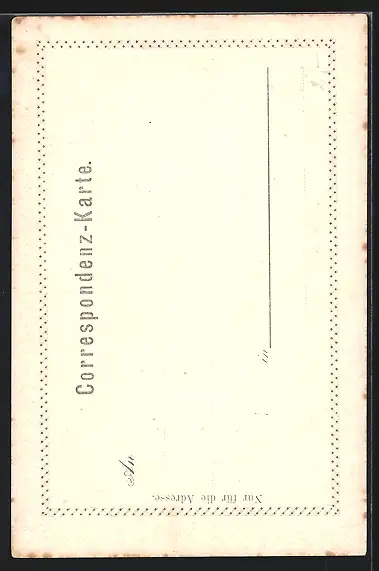 Correspondenz-Karte.
An
in
Nur für die Adresse.